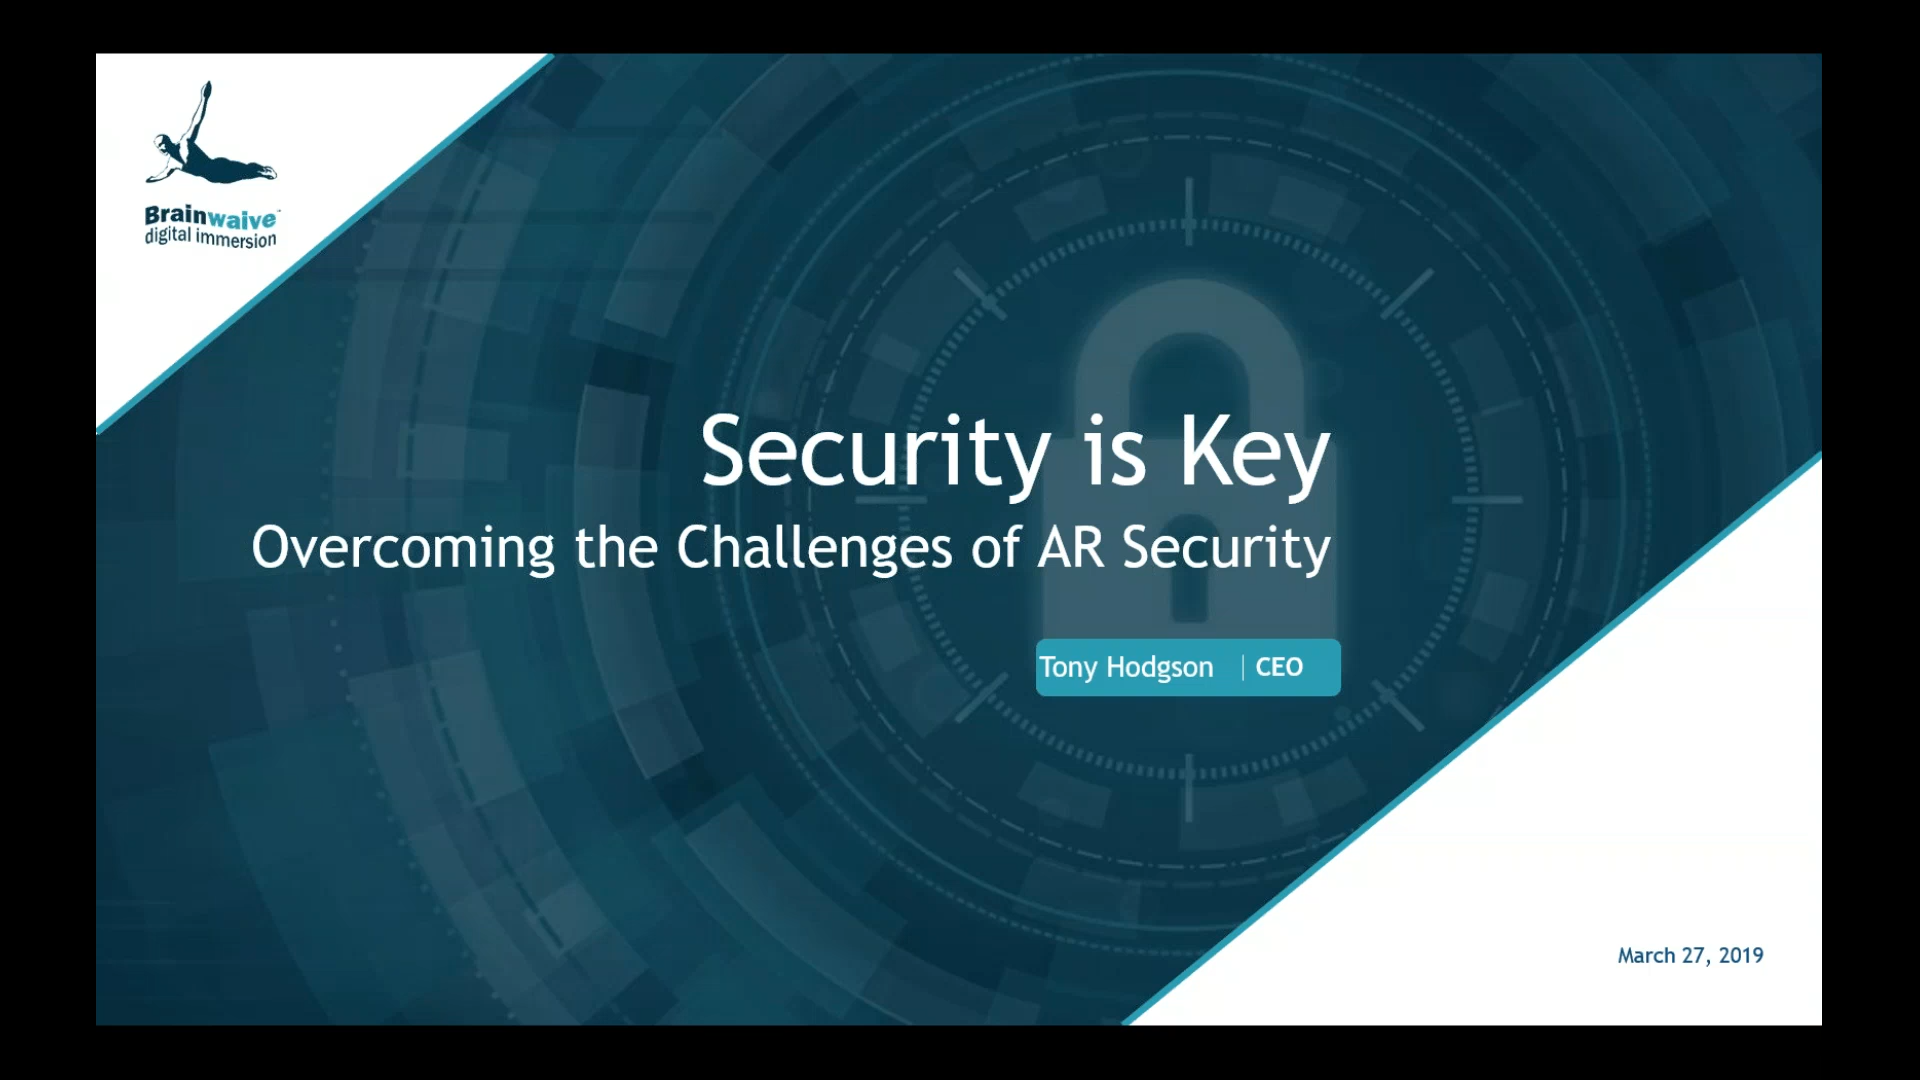 Brainwaive
digital immersion
Security is Key
Overcoming the Challenges of AR Security
Tony Hodgson | CEO
March 27, 2019